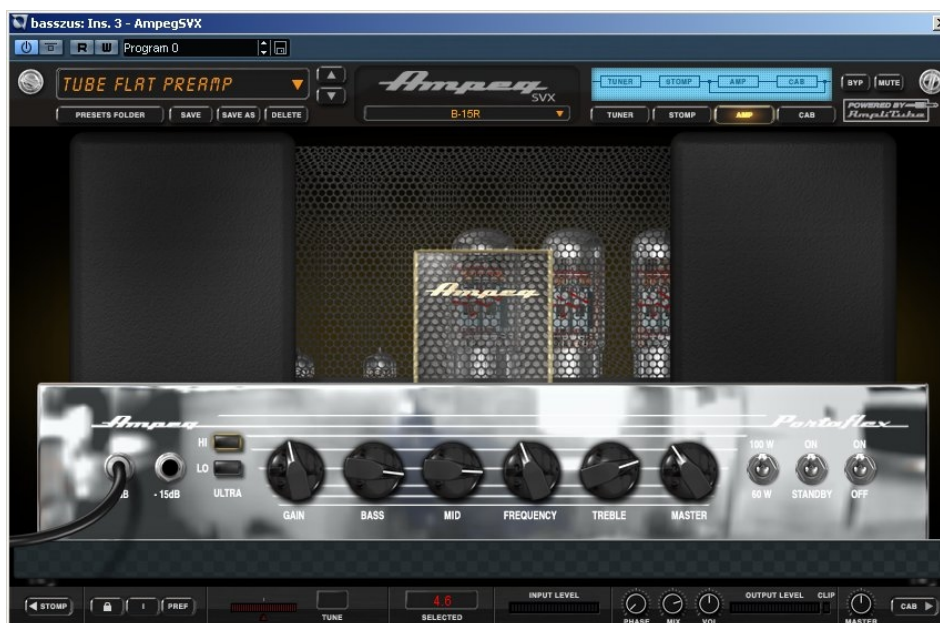 basszus: Ins. 3 - AmpegSVX
R W Program 0
TUBE FLAT PREAMP
Ampeg
SVX
B-15R
TUNER STOMP AMP CAB
BYP MUTE
PRESETS FOLDER SAVE SAVE AS DELETE
TUNER STOMP AMP CAB
POWERED BY
AmpliTube
Ampeg
Ampeg
Portaflex
HI
LO
ULTRA
- 15dB
GAIN BASS MID FREQUENCY TREBLE MASTER
100 W ON ON
60 W STANDBY OFF
STOMP I PREF
TUNE
4.6
SELECTED
INPUT LEVEL
PHASE MIX VOL
OUTPUT LEVEL CLIP
MASTER
CAB